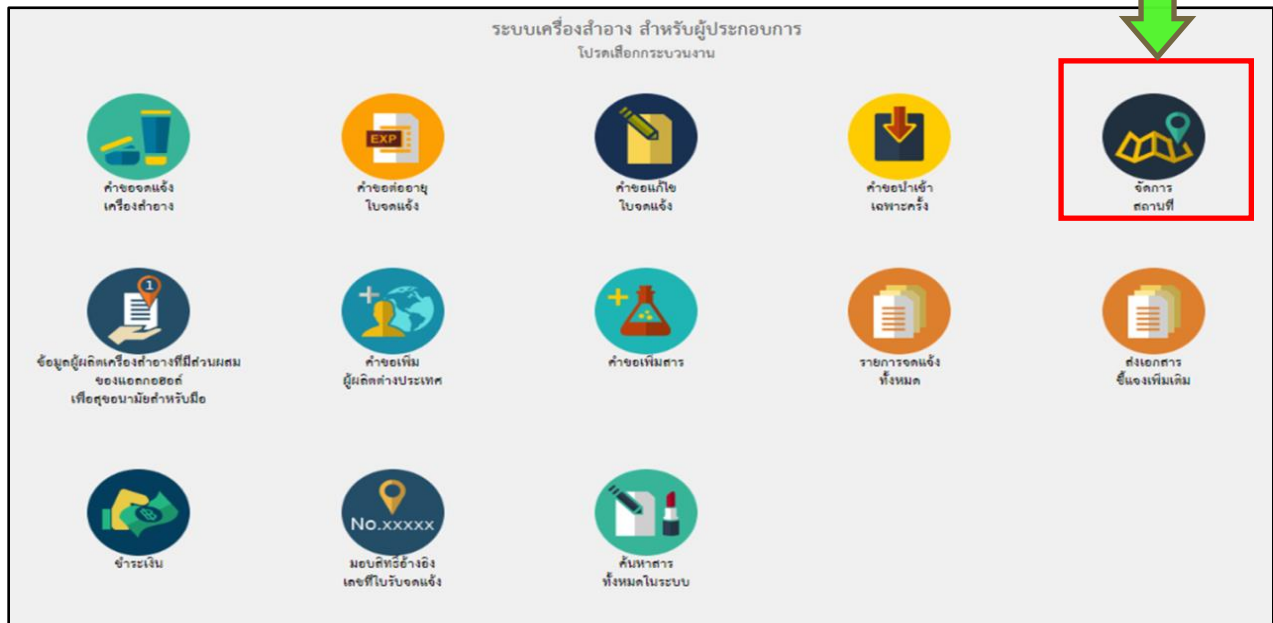 ระบบเครื่องสำอาง สำหรับผู้ประกอบการ
โปรดเลือกกระบวนงาน
EXP
คำขอจดแจ้ง
เครื่องสำอาง
คำขอต่ออายุ
ใบจดแจ้ง
คำขอแก้ไข
ใบจดแจ้ง
คำขอนำเข้า
เฉพาะครั้ง
จัดการ
สถานที่
1
ข้อมูลผู้ผลิตเครื่องสำอางที่มีส่วนผสม
ของแอลกอฮอล์
เพื่อสุขอนามัยสำหรับมือ
คำขอเพิ่ม
ผู้ผลิตต่างประเทศ
คำขอเพิ่มสาร
รายการจดแจ้ง
ทั้งหมด
ส่งเอกสาร
ชี้แจงเพิ่มเติม
฿
No.xxxxx
ชำระเงิน
มอบสิทธิ์อ้างอิง
เลขที่ใบรับจดแจ้ง
ค้นหาสาร
ทั้งหมดในระบบ